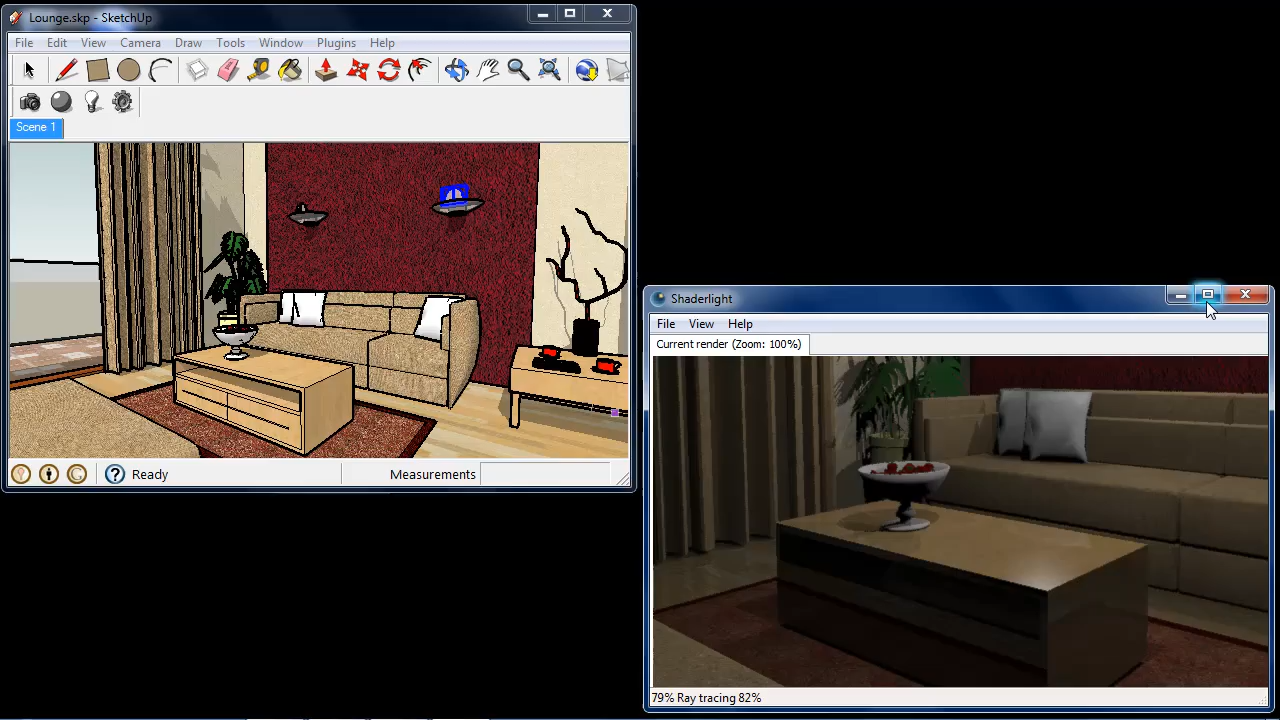 Lounge.skp - SketchUp
File Edit View Camera Draw Tools Window Plugins Help
Scene 1
Ready
Measurements
Shaderlight
File View Help
Current render (Zoom: 100%)
79% Ray tracing 82%